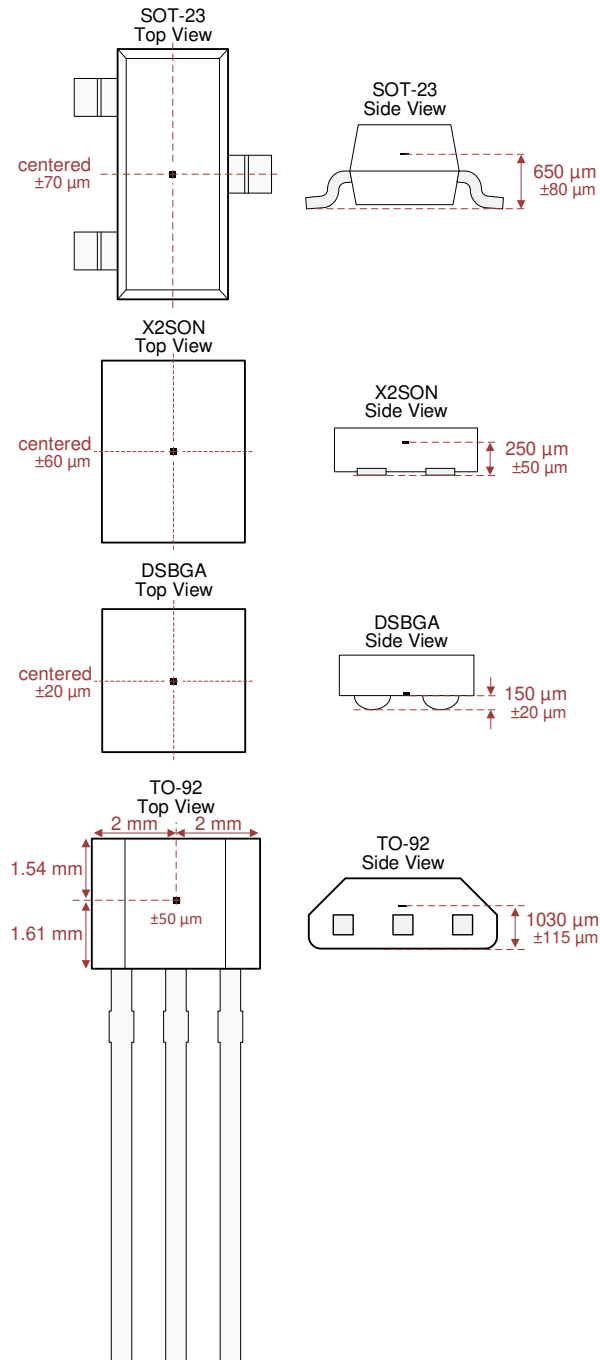 SOT-23
Top View
centered
±70 µm
SOT-23
Side View
650 µm
±80 µm
X2SON
Top View
centered
±60 µm
X2SON
Side View
250 µm
±50 µm
DSBGA
Top View
centered
±20 µm
DSBGA
Side View
150 µm
±20 µm
TO-92
Top View
2 mm
2 mm
1.54 mm
1.61 mm
±50 µm
TO-92
Side View
1030 µm
±115 µm